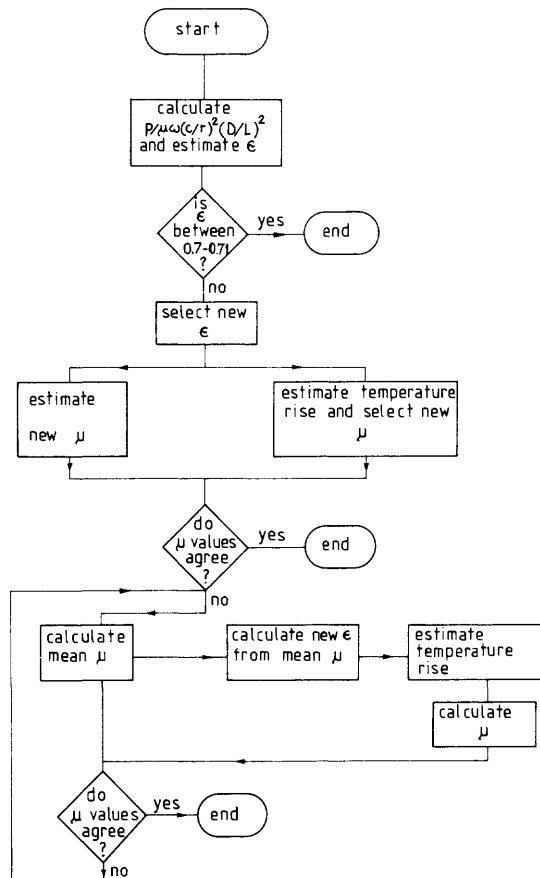 start
calculate
p/μω(c/r)²(D/L)²
and estimate ϵ
is
ϵ
between
0.7-0.71
?
yes
end
no
select new
ϵ
estimate
new μ
estimate temperature
rise and select new
μ
do
μ values
agree
?
yes
end
no
calculate
mean μ
calculate new ϵ
from mean μ
estimate
temperature
rise
calculate
μ
do
μ values
agree
?
yes
end
no